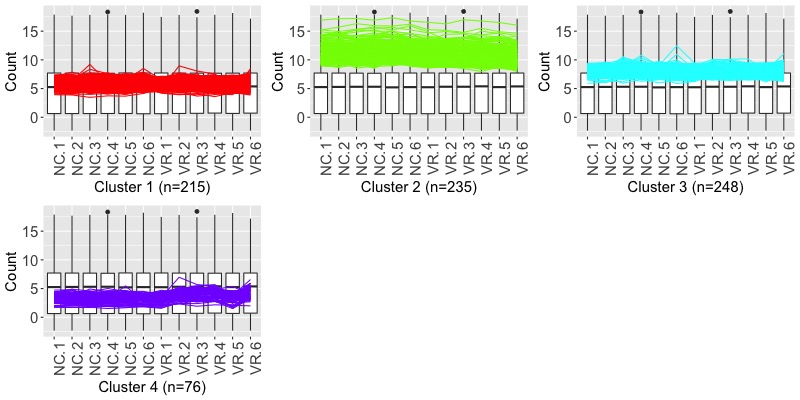 Count
15
10
5
0
NC.1 NC.2 NC.3 NC.4 NC.5 NC.6 VR.1 VR.2 VR.3 VR.4 VR.5 VR.6
Cluster 1 (n=215)
Count
15
10
5
0
NC.1 NC.2 NC.3 NC.4 NC.5 NC.6 VR.1 VR.2 VR.3 VR.4 VR.5 VR.6
Cluster 2 (n=235)
Count
15
10
5
0
NC.1 NC.2 NC.3 NC.4 NC.5 NC.6 VR.1 VR.2 VR.3 VR.4 VR.5 VR.6
Cluster 3 (n=248)
Count
15
10
5
0
NC.1 NC.2 NC.3 NC.4 NC.5 NC.6 VR.1 VR.2 VR.3 VR.4 VR.5 VR.6
Cluster 4 (n=76)